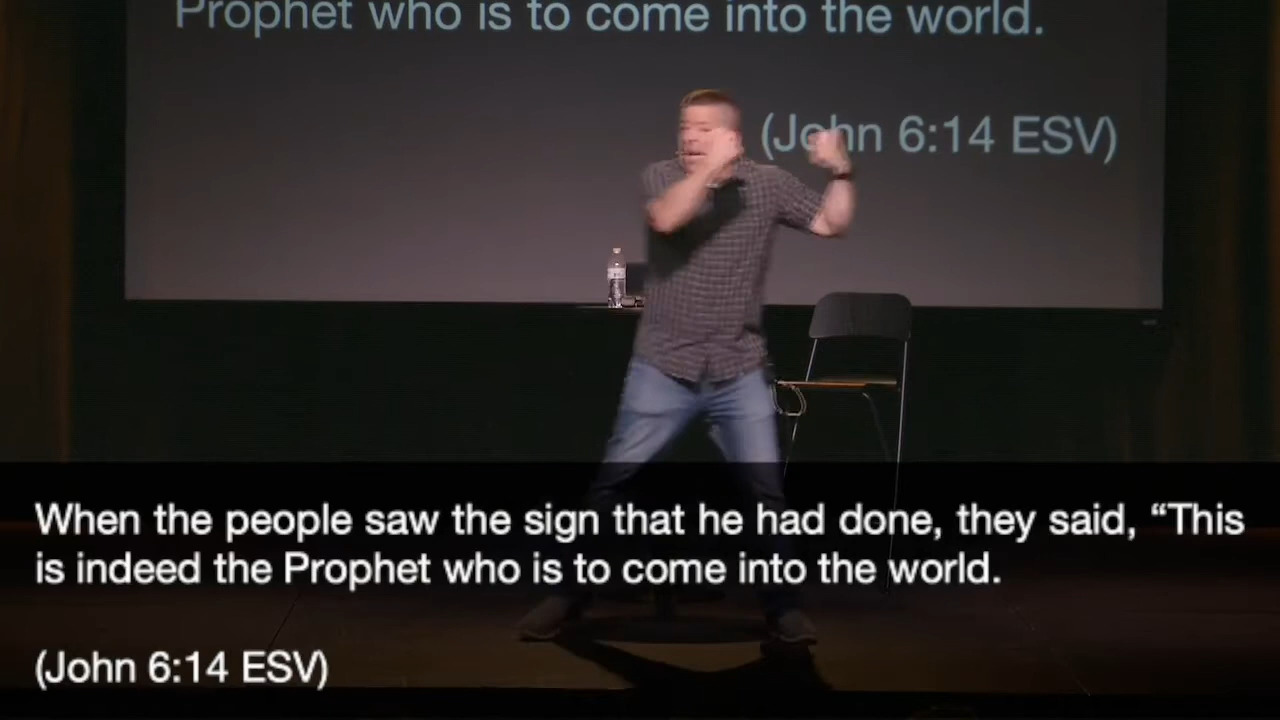 Prophet who is to come into the world.
(John 6:14 ESV)
When the people saw the sign that he had done, they said, “This
is indeed the Prophet who is to come into the world.
(John 6:14 ESV)